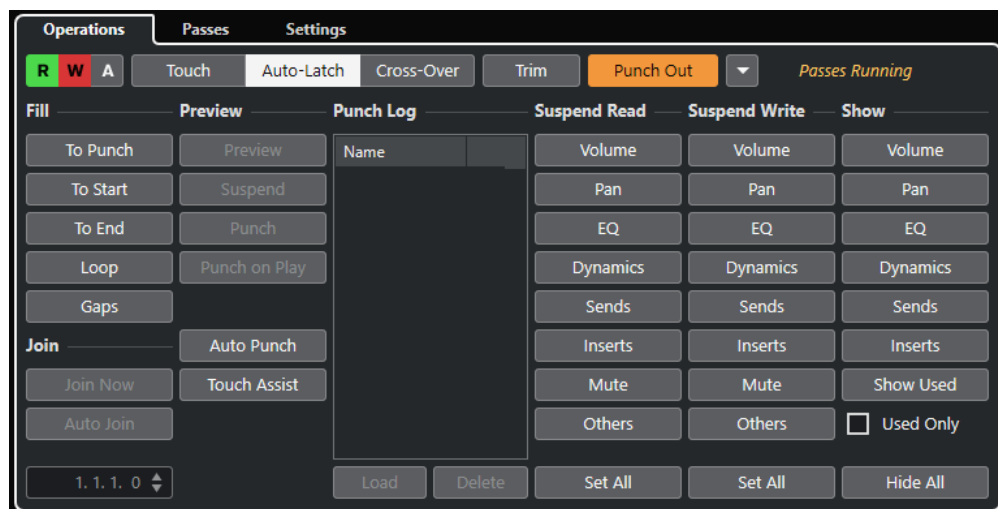 Operations Passes Settings
R W A Touch Auto-Latch Cross-Over Trim Punch Out Passes Running
Fill Preview Punch Log Suspend Read Suspend Write Show
To Punch Preview Name Volume Volume Volume
To Start Suspend Pan Pan Pan
To End Punch EQ EQ EQ
Loop Punch on Play Dynamics Dynamics Dynamics
Gaps Sends Sends Sends
Join Auto Punch Inserts Inserts Inserts
Join Now Touch Assist Mute Mute Show Used
Auto Join Others Others Used Only
1. 1. 1. 0 Load Delete Set All Set All Hide All